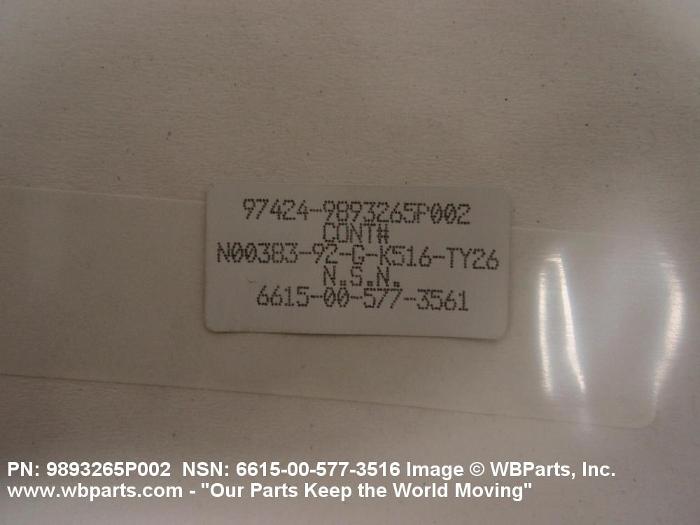 97424-9893265P002
CONT#
N00383-92-G-K516-TY26
N.S.N.
6615-00-577-3561
PN: 9893265P002 NSN: 6615-00-577-3516 Image © WBParts, Inc.
www.wbparts.com - "Our Parts Keep the World Moving"